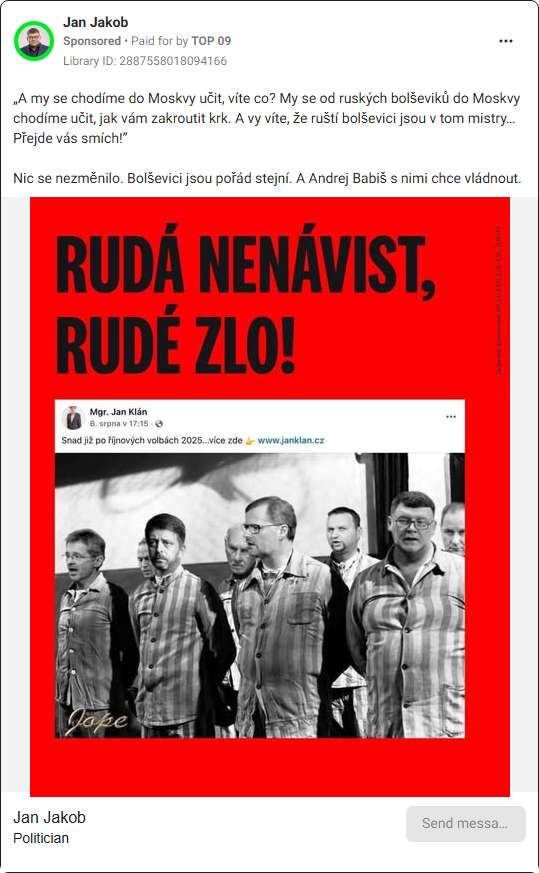 Jan Jakob
Sponsored • Paid for by TOP 09
Library ID: 2887558018094166
„A my se chodíme do Moskvy učit, víte co? My se od ruských bolševiků do Moskvy
chodíme učit, jak vám zakroutit krk. A vy víte, že ruští bolševici jsou v tom mistry…
Přejde vás smích!”
Nic se nezměnilo. Bolševici jsou pořád stejní. A Andrej Babiš s nimi chce vládnout.
RUDÁ NENÁVIST,
RUDÉ ZLO!
Mgr. Jan Klán
6. srpna v 17:15 ·
Snad již po říjnových volbách 2025...více zde 👉 www.janklan.cz
Jape
Jan Jakob
Politician
Send messa...